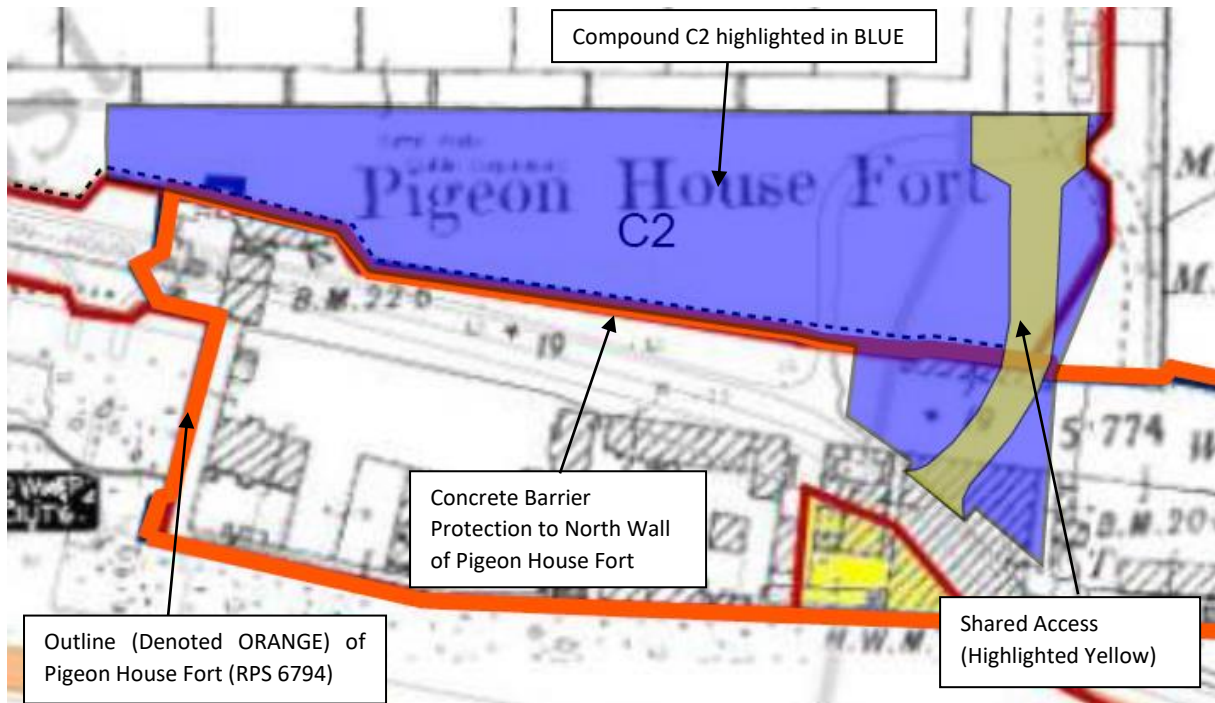 Compound C2 highlighted in BLUE
Pigeon House Fort
C2
M.
M.
B.M. 22·6
19
S 774
W
B.M. 20·
T
H.W.M.
Concrete Barrier
Protection to North Wall
of Pigeon House Fort
Outline (Denoted ORANGE) of
Pigeon House Fort (RPS 6794)
Shared Access
(Highlighted Yellow)